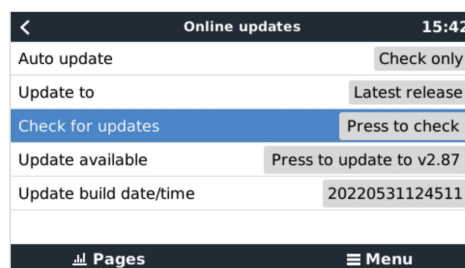 Online updates 15:42
Auto update Check only
Update to Latest release
Check for updates Press to check
Update available Press to update to v2.87
Update build date/time 20220531124511
Pages Menu